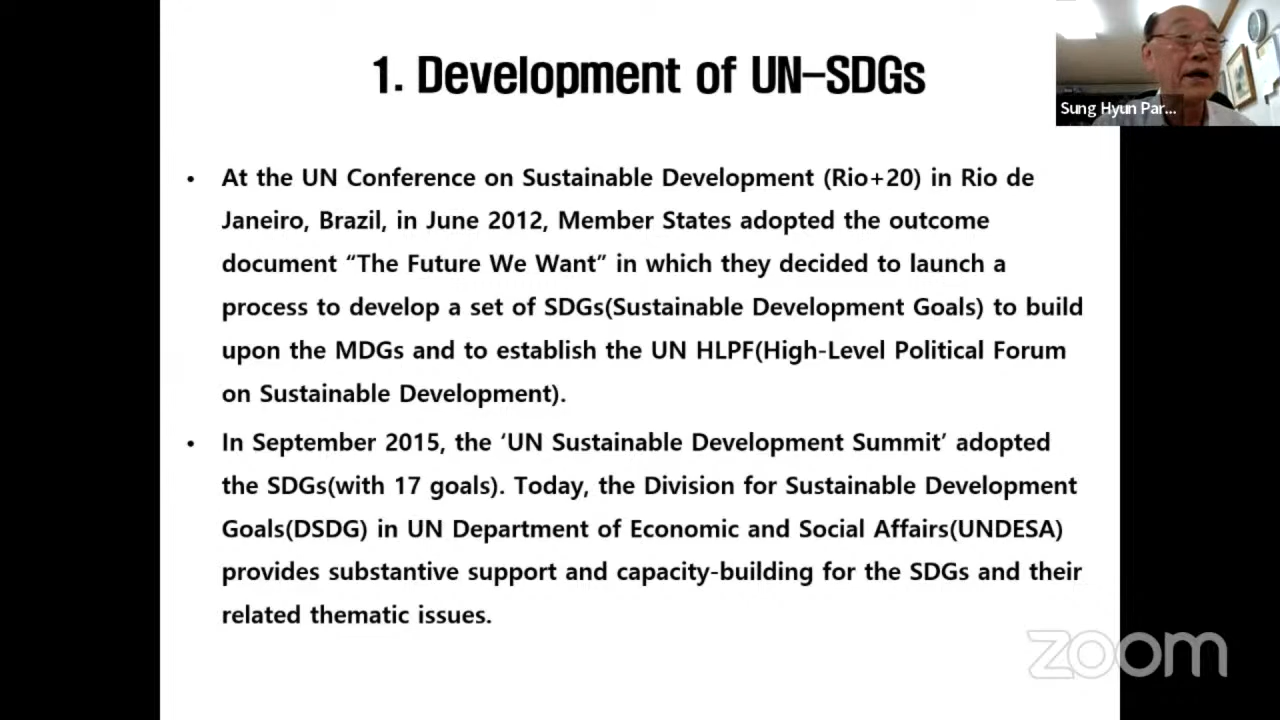 1. Development of UN-SDGs
Sung Hyun Par...
• At the UN Conference on Sustainable Development (Rio+20) in Rio de
Janeiro, Brazil, in June 2012, Member States adopted the outcome
document “The Future We Want” in which they decided to launch a
process to develop a set of SDGs(Sustainable Development Goals) to build
upon the MDGs and to establish the UN HLPF(High-Level Political Forum
on Sustainable Development).
• In September 2015, the ‘UN Sustainable Development Summit’ adopted
the SDGs(with 17 goals). Today, the Division for Sustainable Development
Goals(DSDG) in UN Department of Economic and Social Affairs(UNDESA)
provides substantive support and capacity-building for the SDGs and their
related thematic issues.
zoom